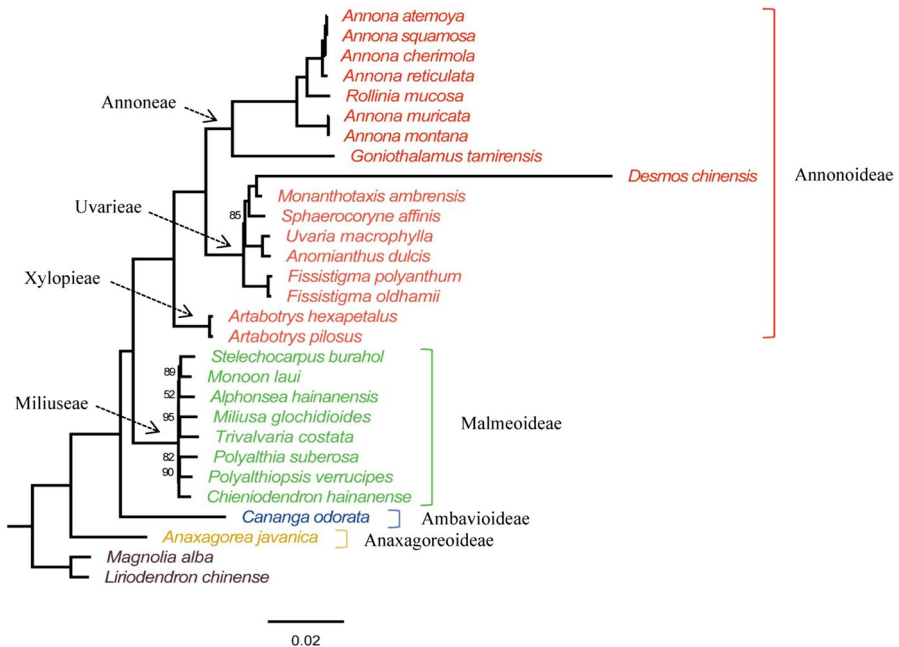 Annona atemoya
Annona squamosa
Annona cherimola
Annona reticulata
Annoneae
Rollinia mucosa
Annona muricata
Annona montana
Goniothalamus tamirensis
Desmos chinensis
Annonoideae
Monanthotaxis ambrensis
Uvarieae
85
Sphaerocoryne affinis
Uvaria macrophylla
Anomianthus dulcis
Fissistigma polyanthum
Xylopieae
Fissistigma oldhamii
Artabotrys hexapetalus
Artabotrys pilosus
Stelechocarpus burahol
89
Monoon laui
52
Alphonsea hainanensis
Miliuseae
95
Miliusa glochidioides
Malmeoideae
Trivalvaria costata
82
Polyalthia suberosa
90
Polyalthiopsis verrucipes
Chieniodendron hainanense
Cananga odorata
Ambavioideae
Anaxagorea javanica
Anaxagoreoideae
Magnolia alba
Liriodendron chinense
0.02